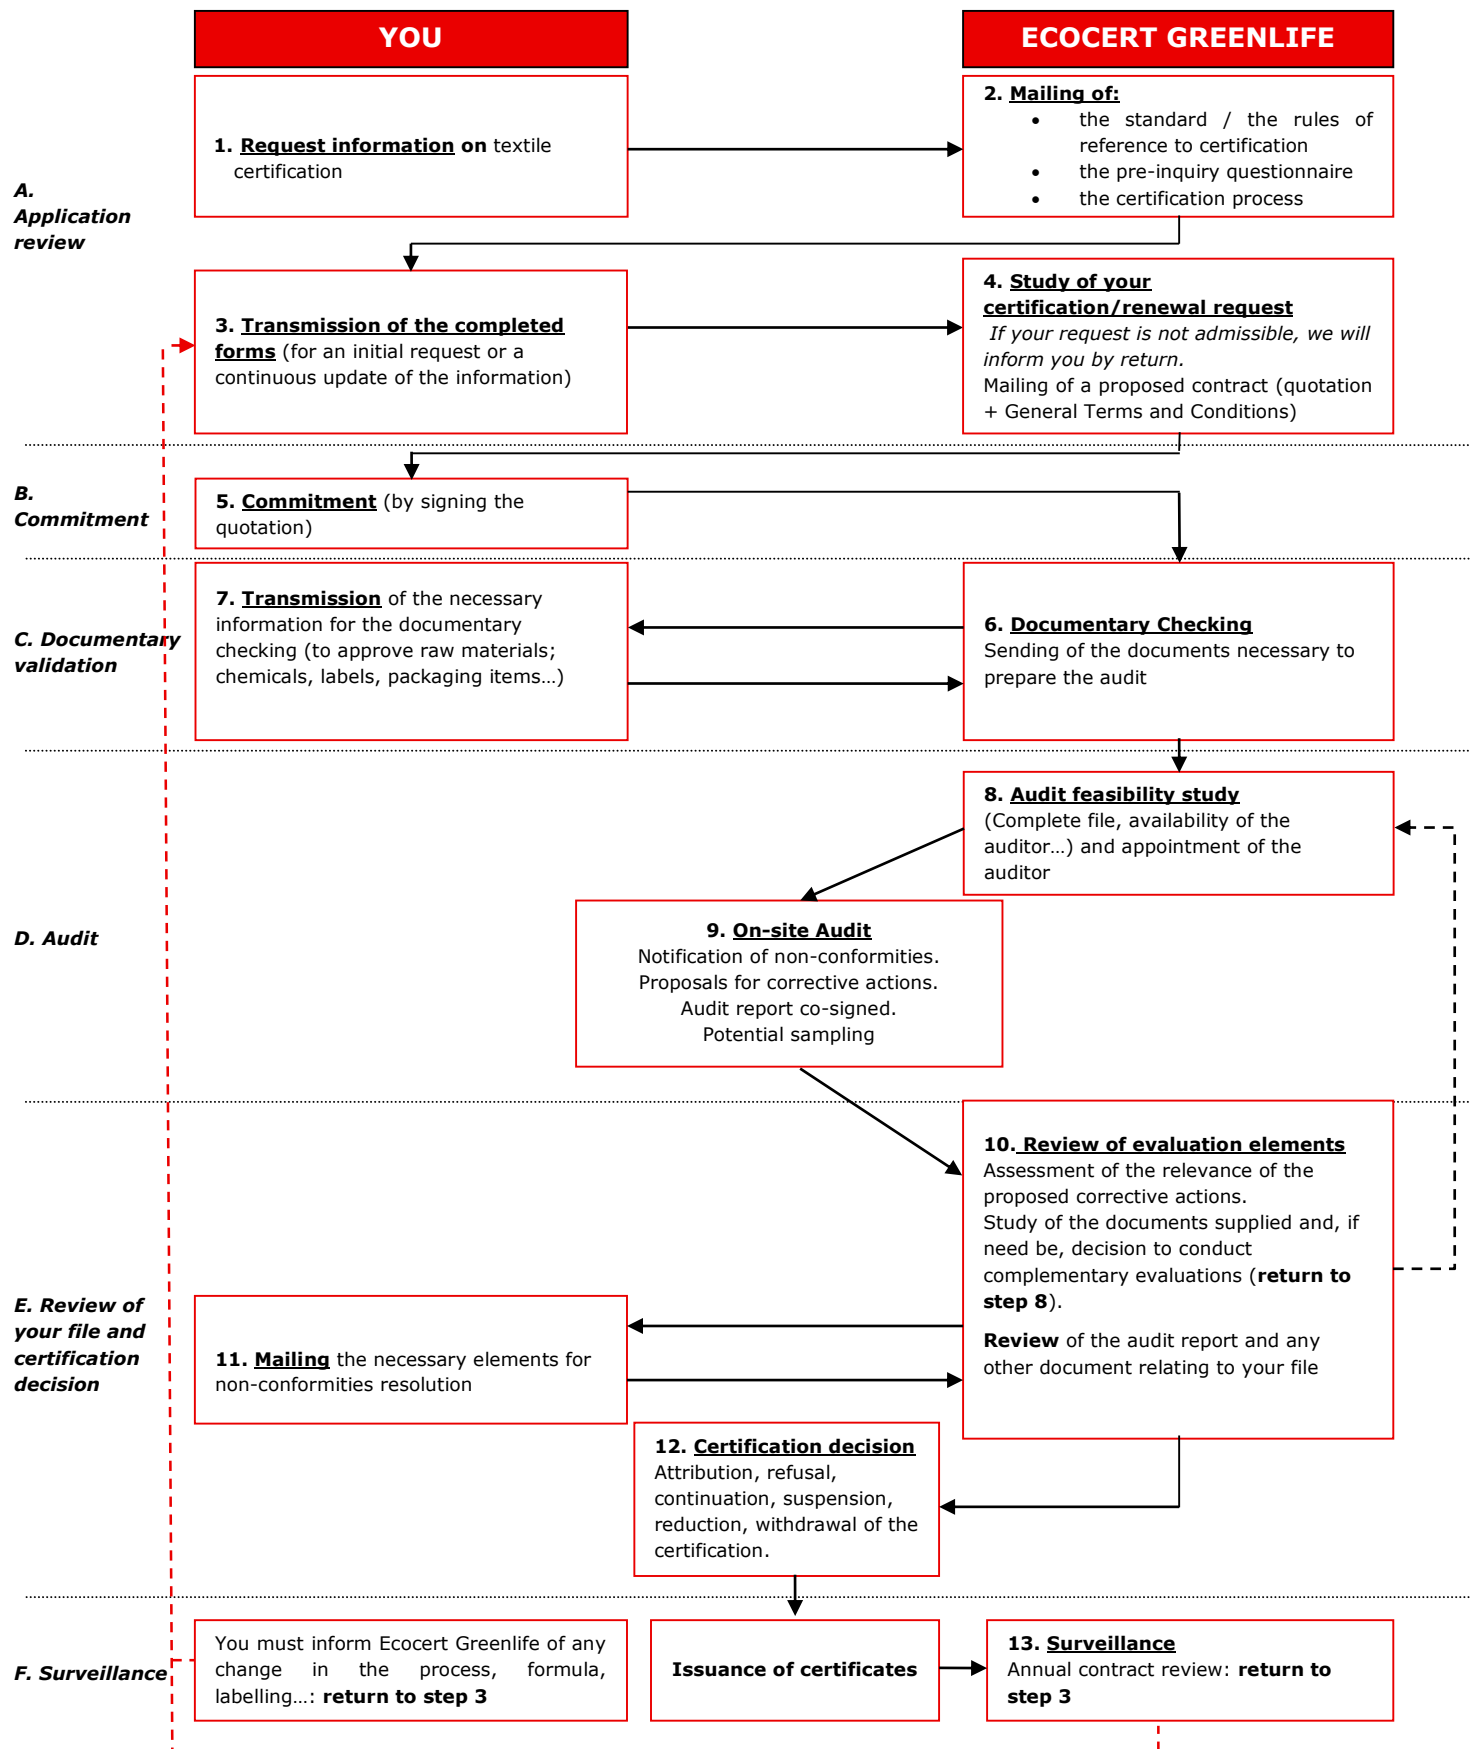 YOU
ECOCERT GREENLIFE
A.
Application
review
1. Request information on textile
certification
2. Mailing of:
• the standard / the rules of
reference to certification
• the pre-inquiry questionnaire
• the certification process
3. Transmission of the completed
forms (for an initial request or a
continuous update of the information)
4. Study of your
certification/renewal request
If your request is not admissible, we will
inform you by return.
Mailing of a proposed contract (quotation
+ General Terms and Conditions)
B.
Commitment
5. Commitment (by signing the
quotation)
C. Documentary
validation
7. Transmission of the necessary
information for the documentary
checking (to approve raw materials;
chemicals, labels, packaging items…)
6. Documentary Checking
Sending of the documents necessary to
prepare the audit
D. Audit
8. Audit feasibility study
(Complete file, availability of the
auditor…) and appointment of the
auditor
9. On-site Audit
Notification of non-conformities.
Proposals for corrective actions.
Audit report co-signed.
Potential sampling
E. Review of
your file and
certification
decision
10. Review of evaluation elements
Assessment of the relevance of the
proposed corrective actions.
Study of the documents supplied and, if
need be, decision to conduct
complementary evaluations (return to
step 8).
Review of the audit report and any
other document relating to your file
11. Mailing the necessary elements for
non-conformities resolution
12. Certification decision
Attribution, refusal,
continuation, suspension,
reduction, withdrawal of the
certification.
F. Surveillance
You must inform Ecocert Greenlife of any
change in the process, formula,
labelling…: return to step 3
Issuance of certificates
13. Surveillance
Annual contract review: return to
step 3